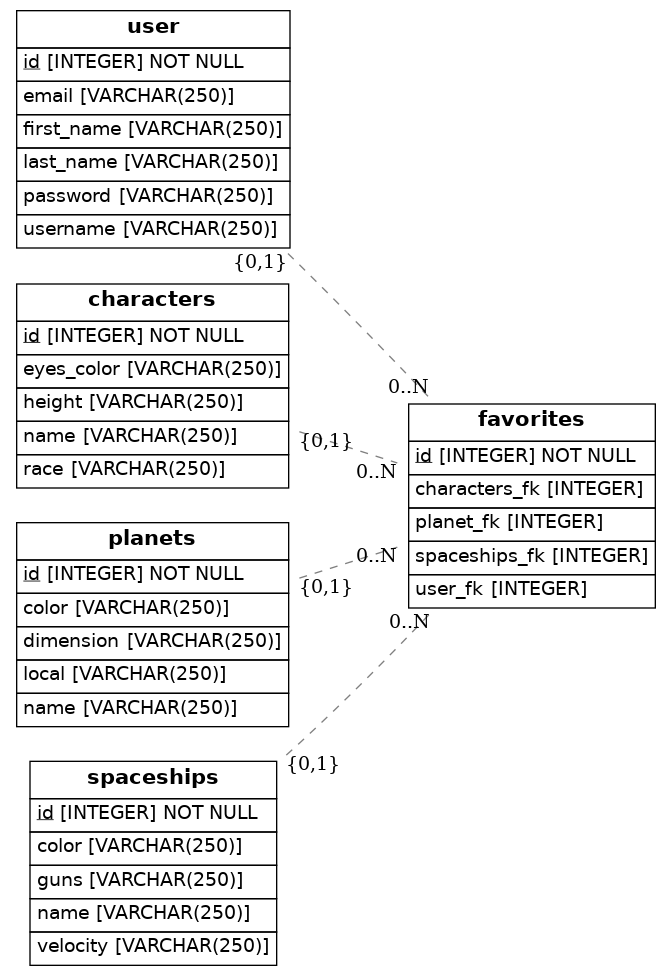 user
id [INTEGER] NOT NULL
email [VARCHAR(250)]
first_name [VARCHAR(250)]
last_name [VARCHAR(250)]
password [VARCHAR(250)]
username [VARCHAR(250)]
{0,1}
0..N
characters
id [INTEGER] NOT NULL
eyes_color [VARCHAR(250)]
height [VARCHAR(250)]
name [VARCHAR(250)]
race [VARCHAR(250)]
{0,1}
0..N
favorites
id [INTEGER] NOT NULL
characters_fk [INTEGER]
planet_fk [INTEGER]
spaceships_fk [INTEGER]
user_fk [INTEGER]
planets
id [INTEGER] NOT NULL
color [VARCHAR(250)]
dimension [VARCHAR(250)]
local [VARCHAR(250)]
name [VARCHAR(250)]
0..N
{0,1}
0..N
{0,1}
spaceships
id [INTEGER] NOT NULL
color [VARCHAR(250)]
guns [VARCHAR(250)]
name [VARCHAR(250)]
velocity [VARCHAR(250)]